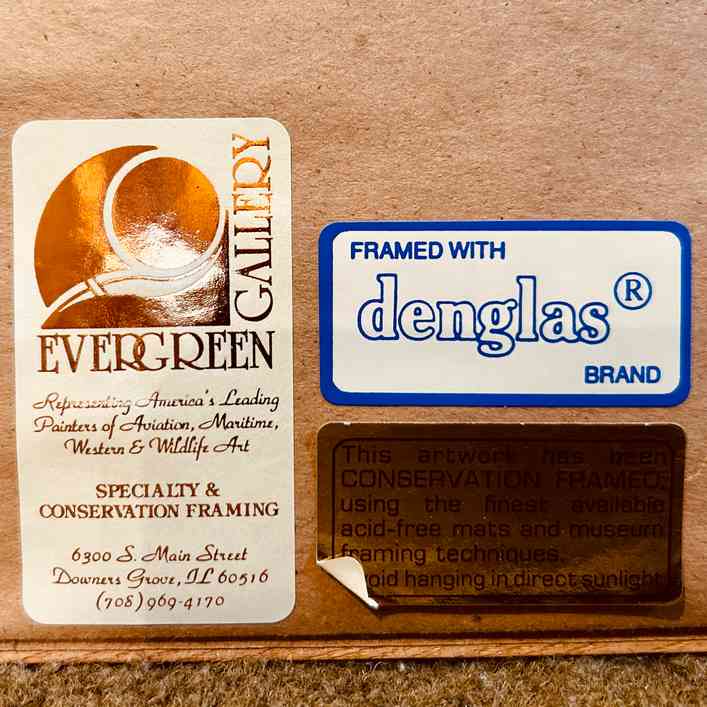 EVERGREEN
GALLERY
Representing America's Leading
Painters of Aviation, Maritime,
Western & Wildlife Art
SPECIALTY &
CONSERVATION FRAMING
6300 S. Main Street
Downers Grove, IL 60516
(708) 969-4170
FRAMED WITH
denglas®
BRAND
This artwork has been
CONSERVATION FRAMED,
using the finest available
acid-free mats and museum
framing techniques.
void hanging in direct sunlight